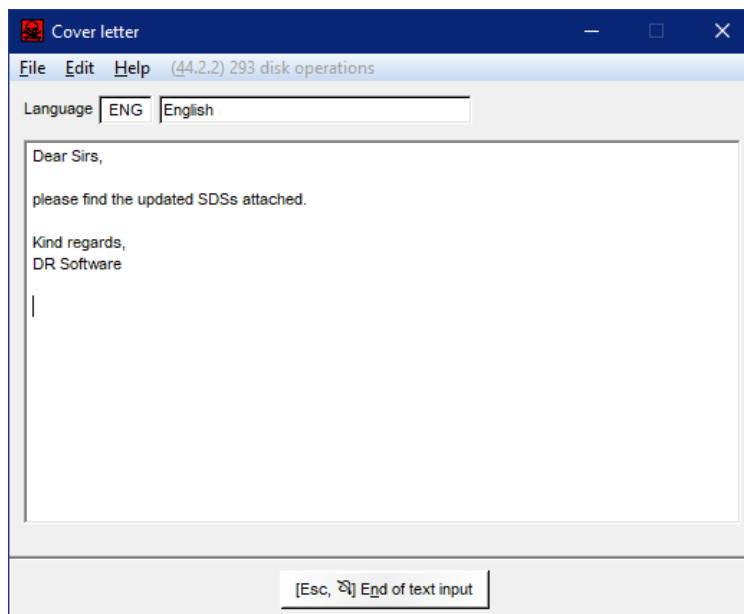 Cover letter
File Edit Help (44.2.2) 293 disk operations
Language ENG English
Dear Sirs,
please find the updated SDSs attached.
Kind regards,
DR Software
[Esc, ] End of text input